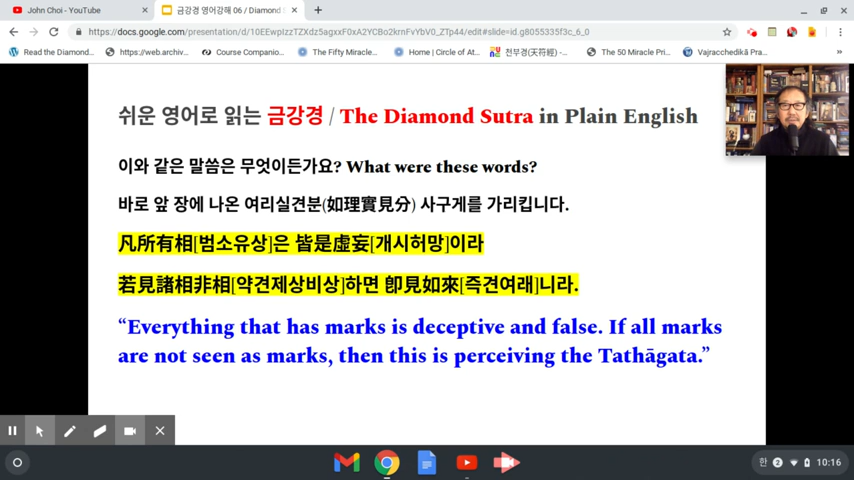 John Choi - YouTube
금강경 영어강해 06 / Diamond S
https://docs.google.com/presentation/d/10EEwpIzzTZXdz5agxxF0xA2YCBo2krnFvYbV0_ZTp44/edit#slide=id.g8055335f3c_6_0
Read the Diamond... https://web.archiv... Course Companio... The Fifty Miracle... Home | Circle of At... 천부경(天符經) -... The 50 Miracle Pri... Vajracchedikā Pra...
쉬운 영어로 읽는 금강경 / The Diamond Sutra in Plain English
이와 같은 말씀은 무엇이든가요? What were these words?
바로 앞 장에 나온 여리실견분(如理實見分) 사구게를 가리킵니다.
凡所有相[범소유상]은 皆是虛妄[개시허망]이라
若見諸相非相[약견제상비상]하면 卽見如來[즉견여래]니라.
“Everything that has marks is deceptive and false. If all marks
are not seen as marks, then this is perceiving the Tathāgata.”
한 2 10:16